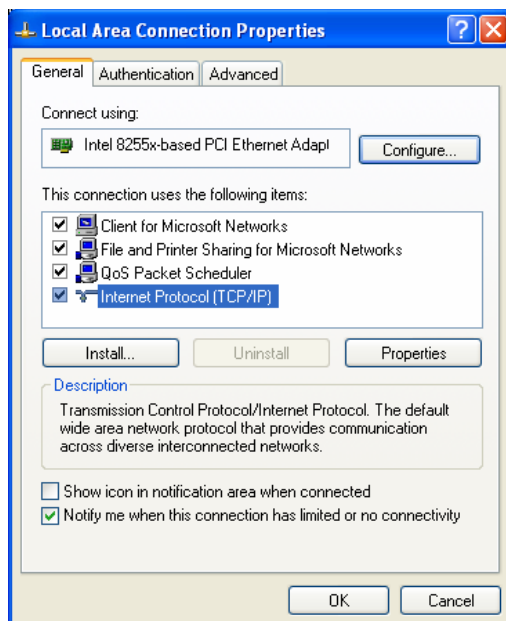 Local Area Connection Properties
General Authentication Advanced
Connect using:
Intel 8255x-based PCI Ethernet Adapt
Configure...
This connection uses the following items:
Client for Microsoft Networks
File and Printer Sharing for Microsoft Networks
QoS Packet Scheduler
Internet Protocol (TCP/IP)
Install... Uninstall Properties
Description
Transmission Control Protocol/Internet Protocol. The default
wide area network protocol that provides communication
across diverse interconnected networks.
Show icon in notification area when connected
Notify me when this connection has limited or no connectivity
OK Cancel